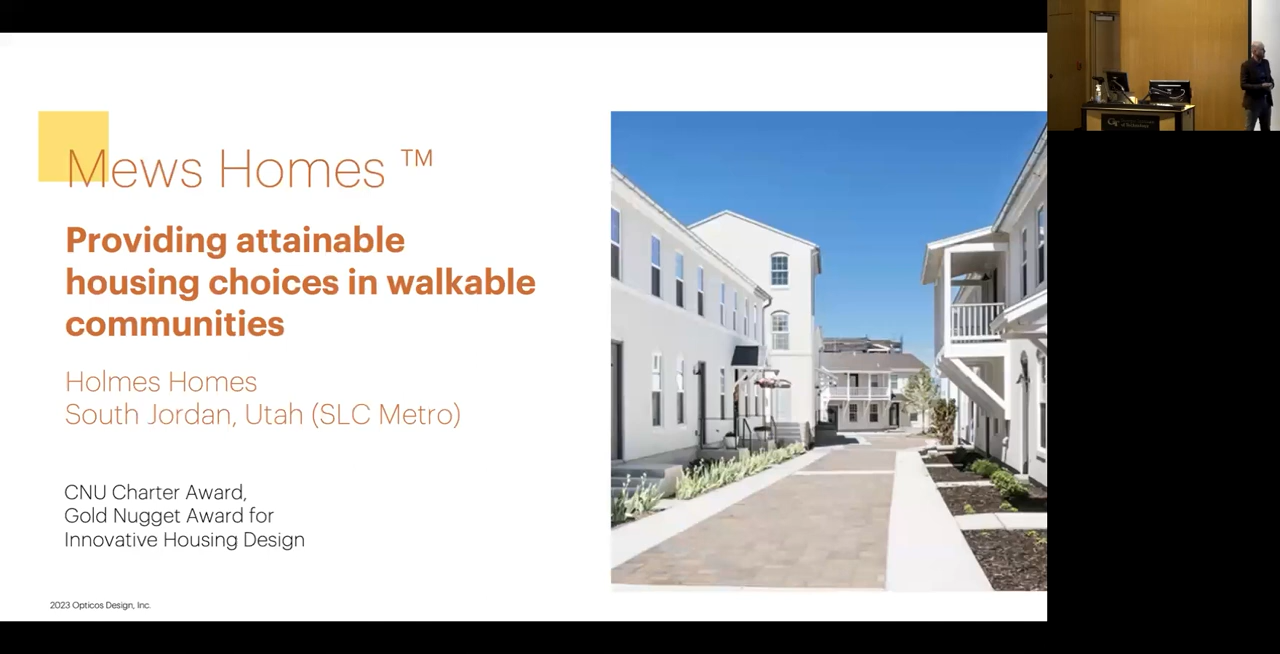 Mews Homes ™
Providing attainable
housing choices in walkable
communities
Holmes Homes
South Jordan, Utah (SLC Metro)
CNU Charter Award,
Gold Nugget Award for
Innovative Housing Design
2023 Opticos Design, Inc.